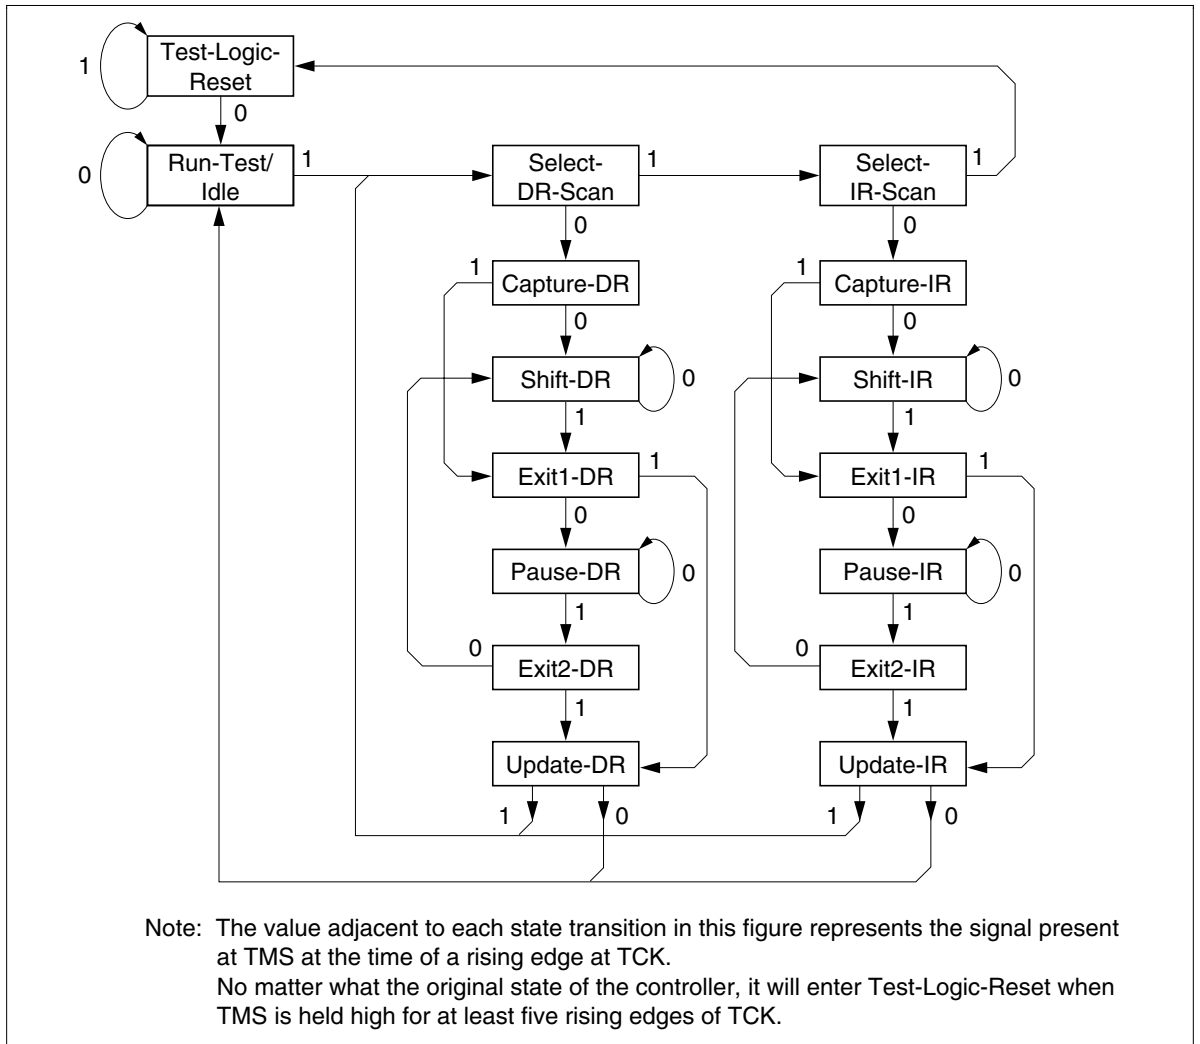 Test-Logic-
Reset
1
0
Run-Test/
Idle
0
1
Select-
DR-Scan
1
Select-
IR-Scan
1
0
0
1
Capture-DR
1
Capture-IR
0
0
Shift-DR
0
Shift-IR
0
1
1
Exit1-DR
1
Exit1-IR
1
0
0
Pause-DR
0
Pause-IR
0
1
1
0
Exit2-DR
0
Exit2-IR
1
1
Update-DR
Update-IR
1
0
1
0
Note: The value adjacent to each state transition in this figure represents the signal present
at TMS at the time of a rising edge at TCK.
No matter what the original state of the controller, it will enter Test-Logic-Reset when
TMS is held high for at least five rising edges of TCK.